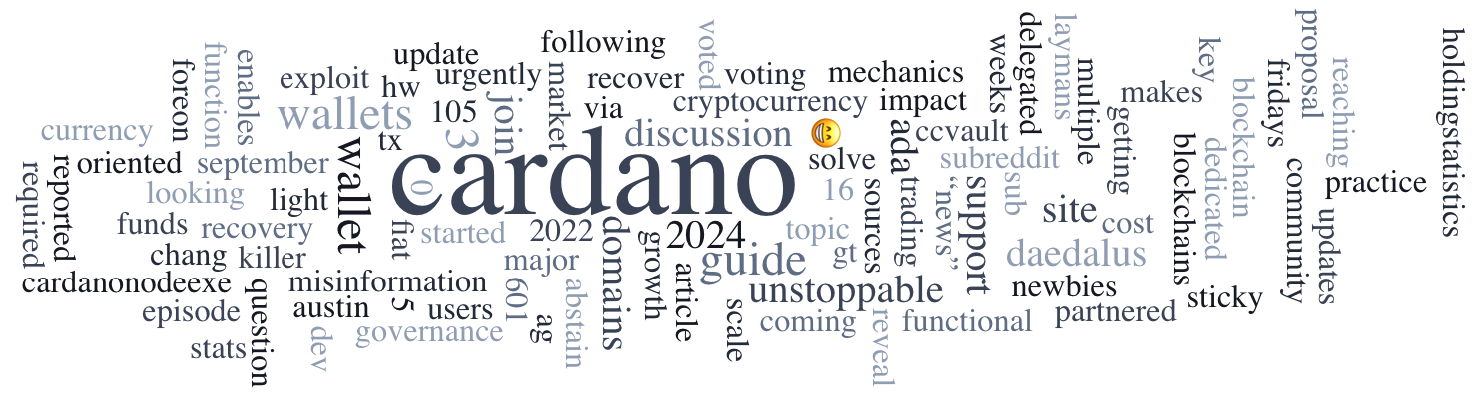 following
voted
delegated
laymans
proposal
holdingstatistics
update
function
enables
foreon
exploit
hw
urgently
market
recover
voting
mechanics
weeks
key
fridays
reaching
wallets
105
join
via
cryptocurrency
impact
multiple
makes
blockchain
currency
tx
3
discussion
ada
ccvault
getting
oriented
september
wallet
cardano
0
solve
subreddit
blockchains
dedicated
community
practice
required
reported
looking
light
16
sources
trading
“news”
support
sub
site
cost
updates
funds
recovery
fiat
started
2022
domains
growth
2024
topic
gt
chang
killer
major
article
guide
daedalus
cardanonodeexe
question
misinformation
601
abstain
unstoppable
newbies
sticky
episode
austin
5
users
ag
scale
coming
reveal
functional
partnered
stats
dev
governance